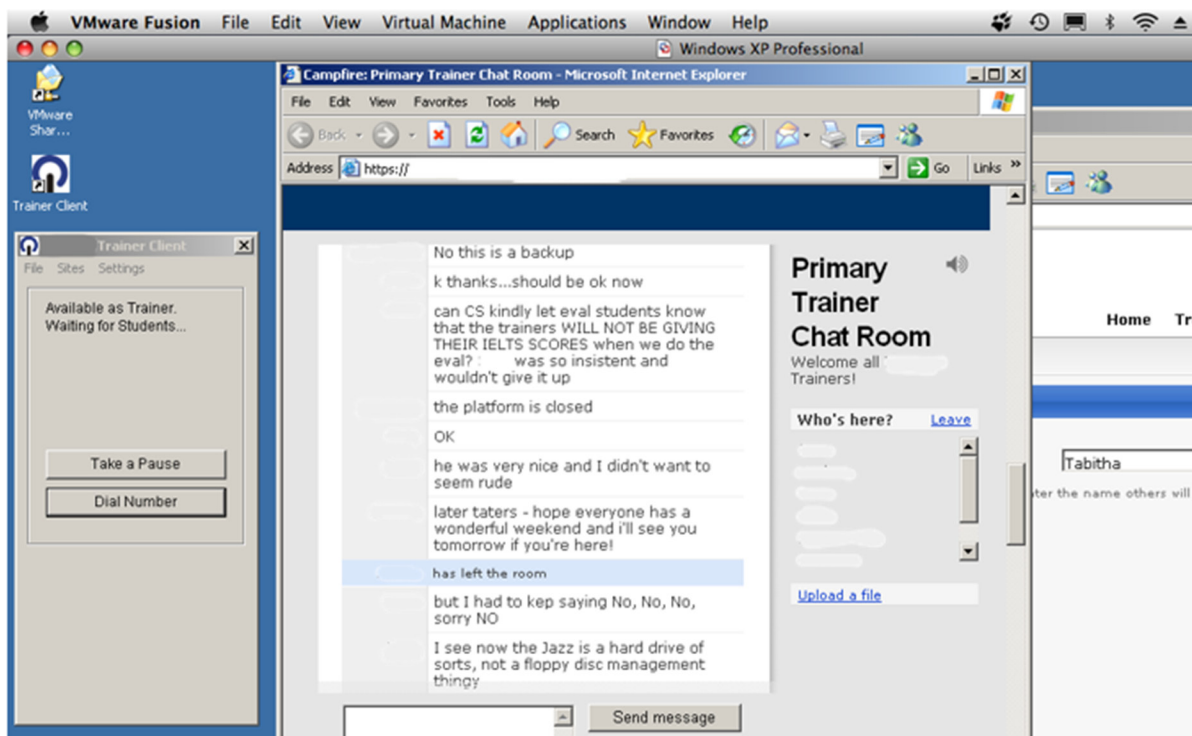 VMware Fusion File Edit View Virtual Machine Applications Window Help
Windows XP Professional
VMware
Shar...
Trainer Client
Trainer Client
File Sites Settings
Available as Trainer.
Waiting for Students...
Take a Pause
Dial Number
Campfire: Primary Trainer Chat Room - Microsoft Internet Explorer
File Edit View Favorites Tools Help
Back Search Favorites
Address https:// Go Links »
No this is a backup
k thanks...should be ok now
can CS kindly let eval students know
that the trainers WILL NOT BE GIVING
THEIR IELTS SCORES when we do the
eval? : was so insistent and
wouldn't give it up
the platform is closed
OK
he was very nice and I didn't want to
seem rude
later taters - hope everyone has a
wonderful weekend and i'll see you
tomorrow if you're here!
has left the room
but I had to kep saying No, No, No,
sorry NO
I see now the Jazz is a hard drive of
sorts, not a floppy disc management
thingy
Send message
Primary
Trainer
Chat Room
Welcome all
Trainers!
Who's here? Leave
Upload a file
Home Tr
Tabitha
ter the name others will